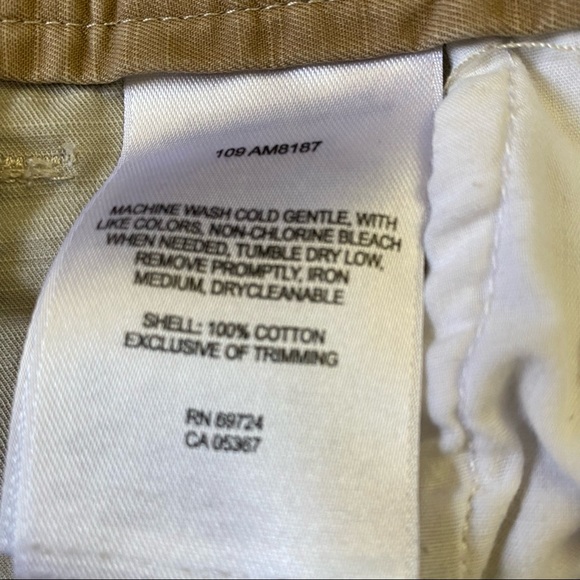 109 AM8187
MACHINE WASH COLD GENTLE, WITH
LIKE COLORS, NON-CHLORINE BLEACH
WHEN NEEDED, TUMBLE DRY LOW,
REMOVE PROMPTLY, IRON
MEDIUM, DRYCLEANABLE
SHELL: 100% COTTON
EXCLUSIVE OF TRIMMING
RN 69724
CA 05367